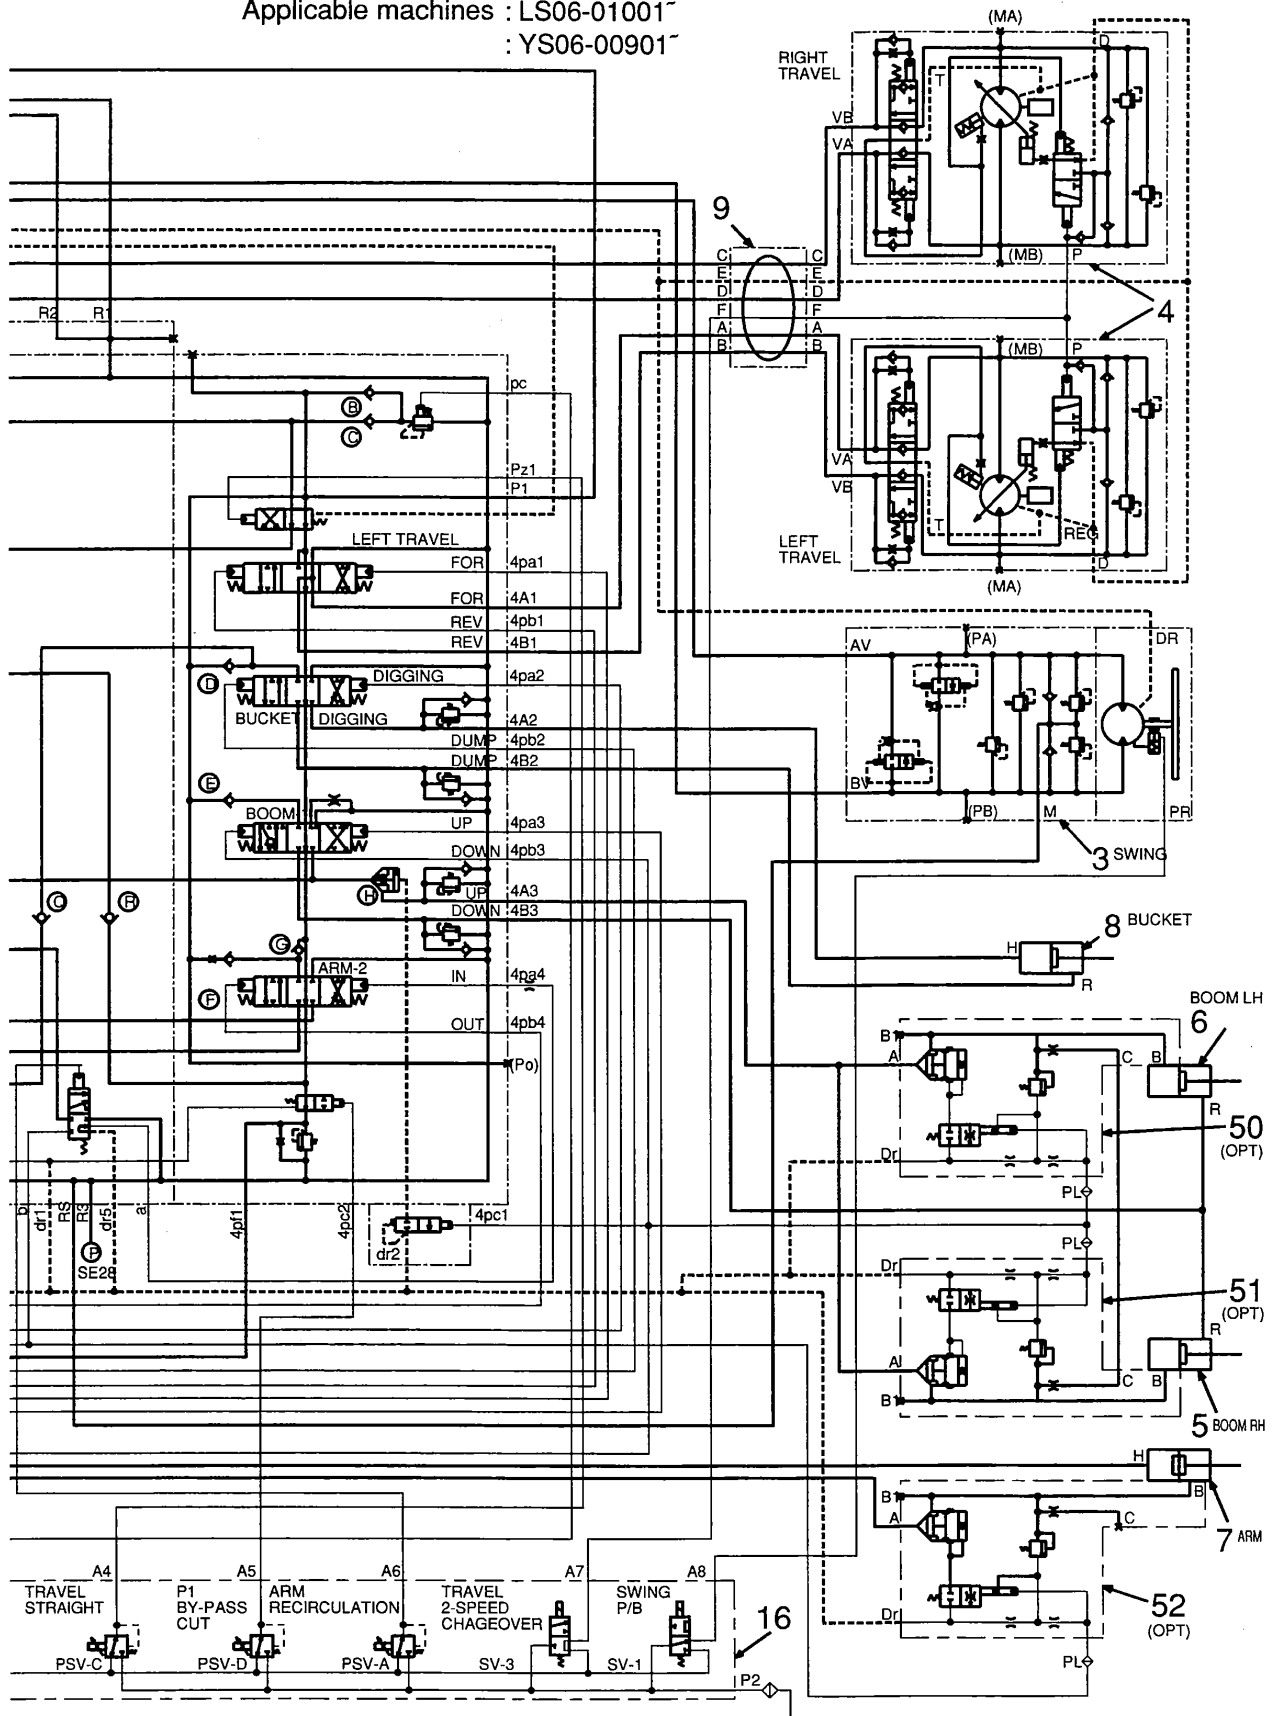 Applicable machines : LS06-01001~
: YS06-00901~
(MA)
RIGHT TRAVEL
D
T
VB
VA
9
C C
E E
D D
F F
A A
B B
(MB) P
4
R2 R1
(MB) P
pc
B
C
VA
VB
Pz1
P1
T
REG
D
LEFT TRAVEL
(MA)
LEFT TRAVEL
FOR 4pa1
FOR 4A1
REV 4pb1
REV 4B1
AV (PA) DR
D
DIGGING 4pa2
BUCKET DIGGING
4A2
DUMP 4pb2
DUMP 4B2
E
BV (PB) M PR
BOOM-1
UP 4pa3
DOWN 4pb3
3 SWING
H
UP 4A3
DOWN 4B3
Q R
8 BUCKET
H
R
G
ARM-2
IN 4pa4
F
OUT 4pb4
BOOM LH
6
B1
A
C B
(Po)
R
50
(OPT)
Dr
PL
b dr1 RS R3 dr5 a 4pf1 4pc2
4pc1
dr2
P
SE28
PL
Dr
51
(OPT)
R
A
C B
B1
5 BOOM RH
H
B1
B
A
C
7 ARM
A4 A5 A6 A7 A8
TRAVEL STRAIGHT
P1 BY-PASS CUT
ARM RECIRCULATION
TRAVEL 2-SPEED CHAGEOVER
SWING P/B
16
Dr
52
(OPT)
PSV-C PSV-D PSV-A SV-3 SV-1
PL
P2